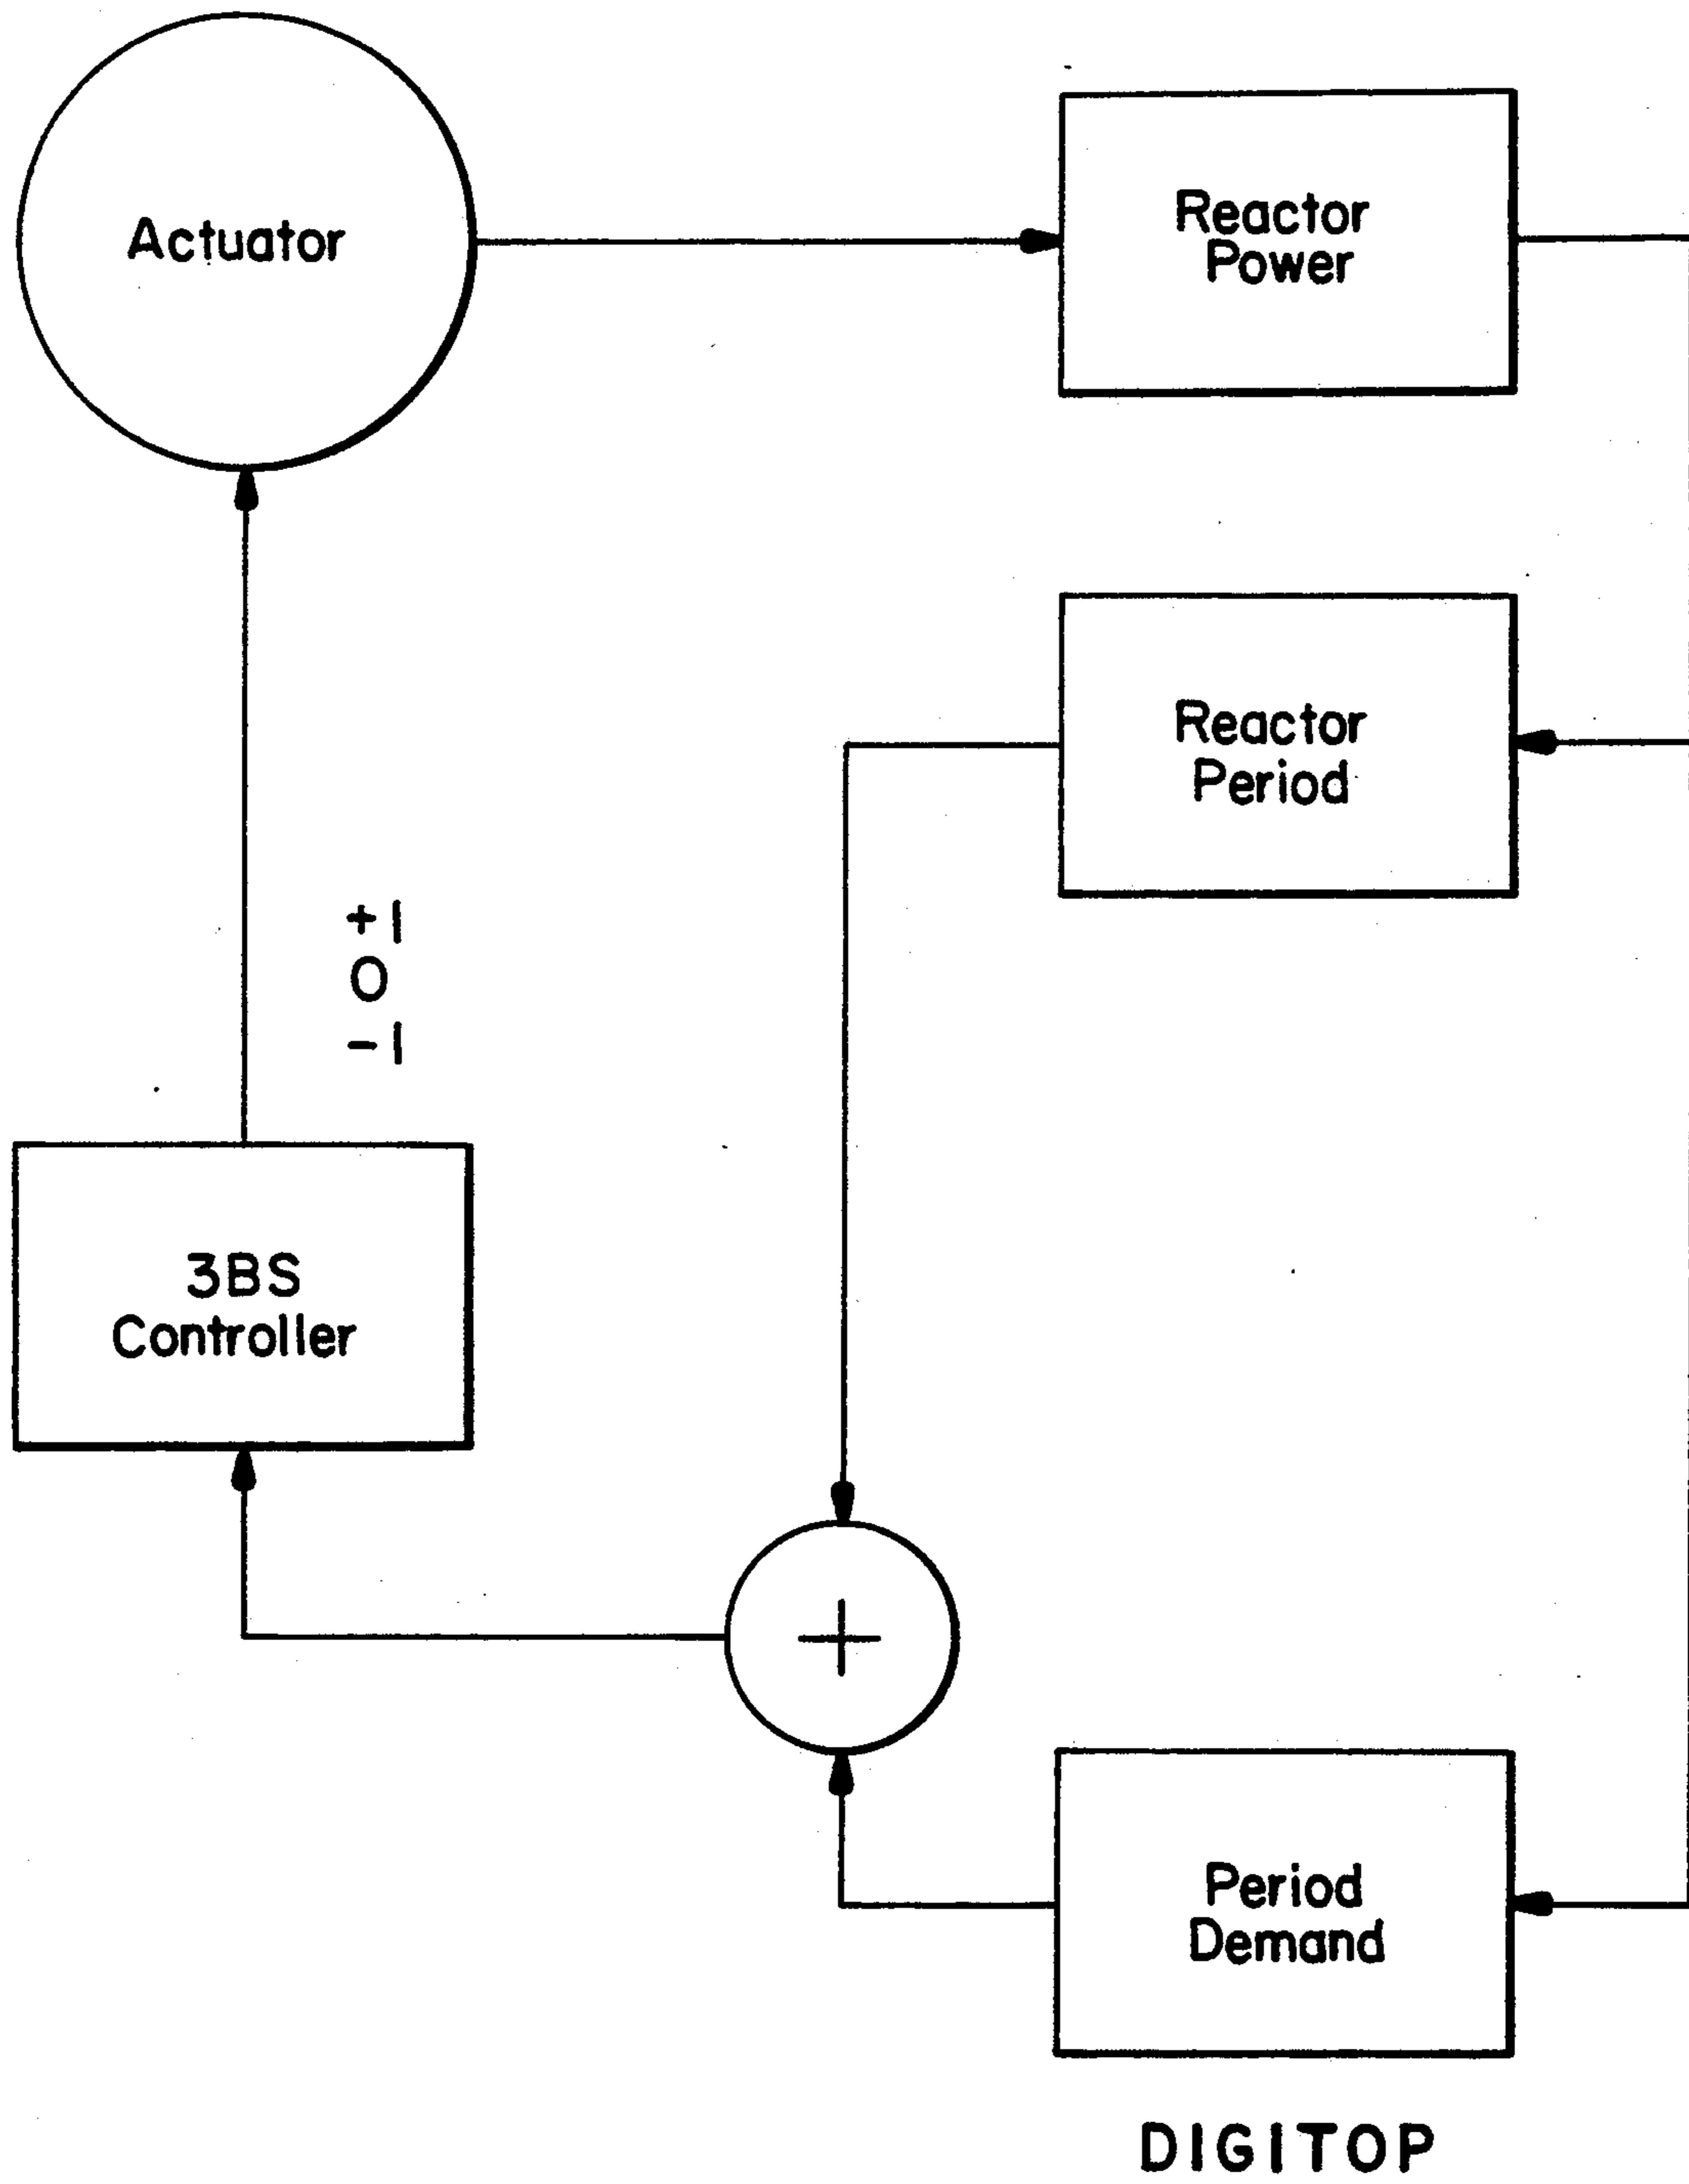 Actuator
Reactor
Power
Reactor
Period
+1
0
-1
3BS
Controller
+
Period
Demand
DIGITOP